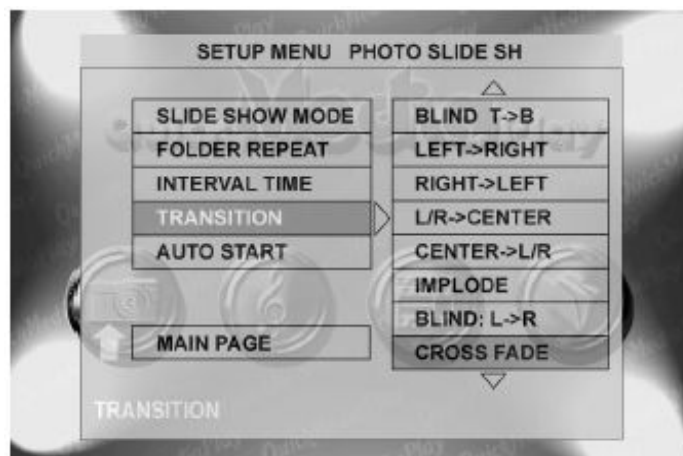 SETUP MENU PHOTO SLIDE SH
SLIDE SHOW MODE
FOLDER REPEAT
INTERVAL TIME
TRANSITION
AUTO START
MAIN PAGE
BLIND T->B
LEFT->RIGHT
RIGHT->LEFT
L/R->CENTER
CENTER->L/R
IMPLODE
BLIND: L->R
CROSS FADE
TRANSITION